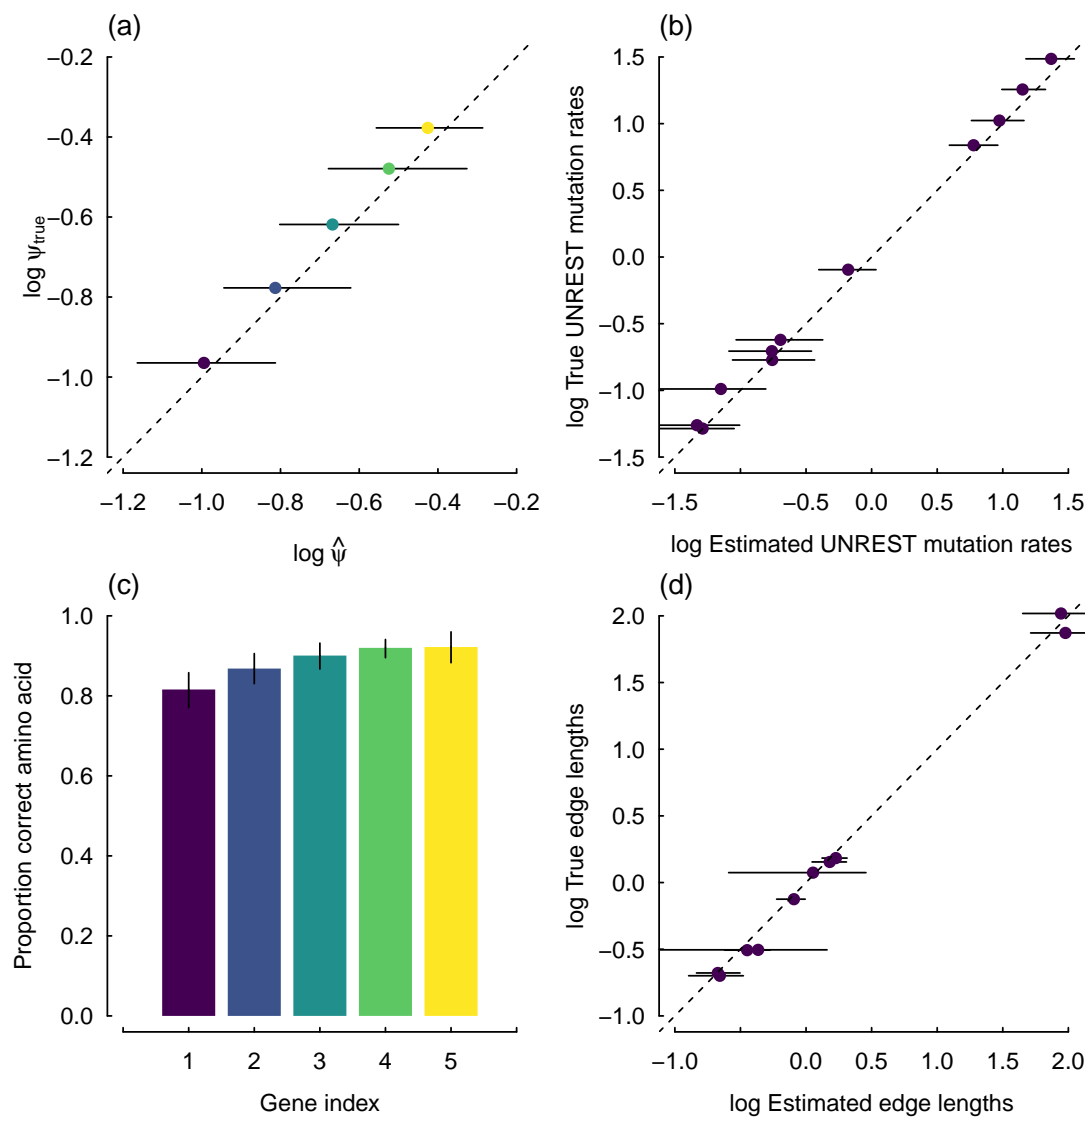 (a)
−0.2
−0.4
−0.6
−0.8
−1.0
−1.2
log ψtrue
−1.2 −1.0 −0.8 −0.6 −0.4 −0.2
log ψ̂
(b)
1.5
1.0
0.5
0.0
−0.5
−1.0
−1.5
log True UNREST mutation rates
−1.5 −0.5 0.0 0.5 1.0 1.5
log Estimated UNREST mutation rates
(c)
1.0
0.8
0.6
0.4
0.2
0.0
Proportion correct amino acid
1 2 3 4 5
Gene index
(d)
2.0
1.5
1.0
0.5
0.0
−0.5
−1.0
log True edge lengths
−1.0 0.0 0.5 1.0 1.5 2.0
log Estimated edge lengths